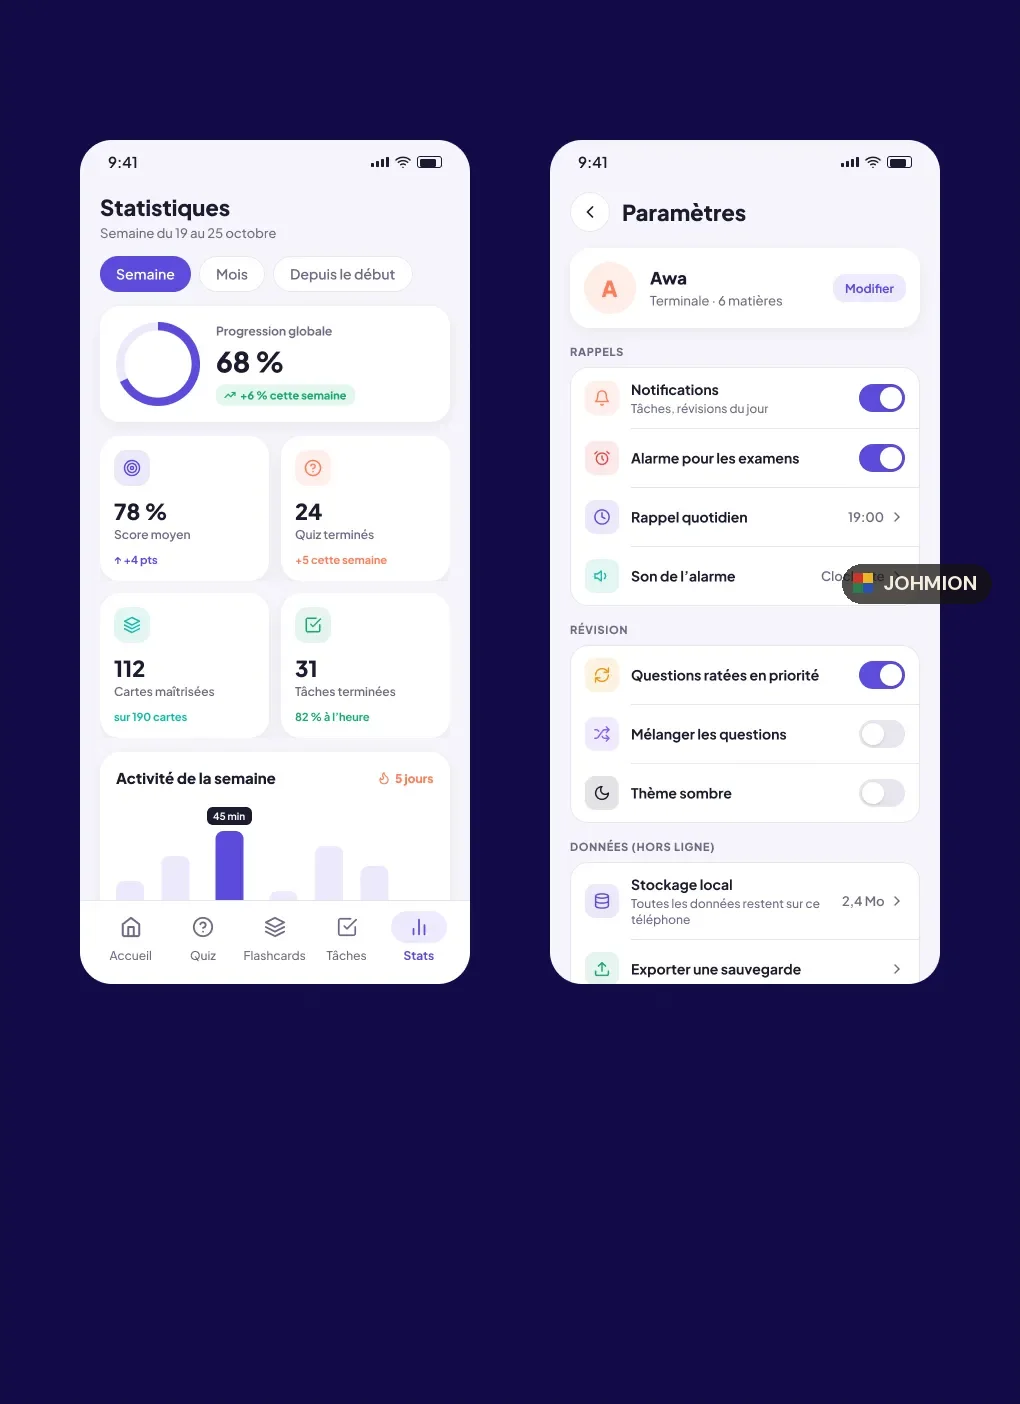 9:41
Statistiques
Semaine du 19 au 25 octobre
Semaine
Mois
Depuis le début
Progression globale
68 %
+6 % cette semaine
78 %
Score moyen
↑ +4 pts
24
Quiz terminés
+5 cette semaine
112
Cartes maîtrisées
sur 190 cartes
31
Tâches terminées
82 % à l'heure
Activité de la semaine
5 jours
45 min
Accueil
Quiz
Flashcards
Tâches
Stats
9:41
Paramètres
A
Awa
Terminale · 6 matières
Modifier
RAPPELS
Notifications
Tâches, révisions du jour
Alarme pour les examens
Rappel quotidien
19:00
Son de l'alarme
JOHMION
RÉVISION
Questions ratées en priorité
Mélanger les questions
Thème sombre
DONNÉES (HORS LIGNE)
Stockage local
Toutes les données restent sur ce
téléphone
2,4 Mo
Exporter une sauvegarde